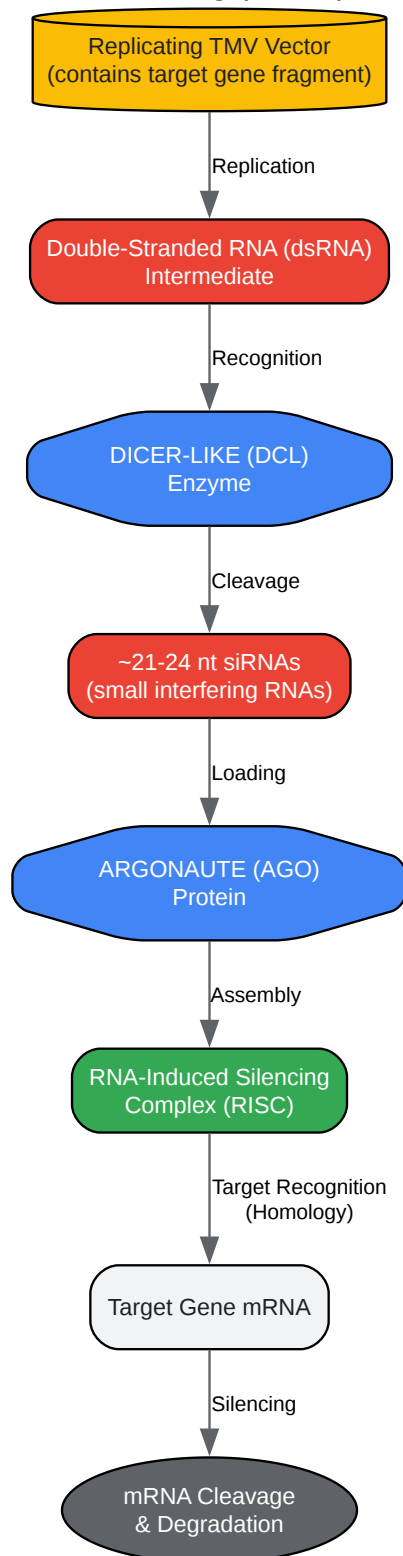 Replicating TMV Vector
(contains target gene fragment)
Replication
Double-Stranded RNA (dsRNA)
Intermediate
Recognition
DICER-LIKE (DCL)
Enzyme
Cleavage
~21-24 nt siRNAs
(small interfering RNAs)
Loading
ARGONAUTE (AGO)
Protein
Assembly
RNA-Induced Silencing
Complex (RISC)
Target Recognition
(Homology)
Target Gene mRNA
Silencing
mRNA Cleavage
& Degradation